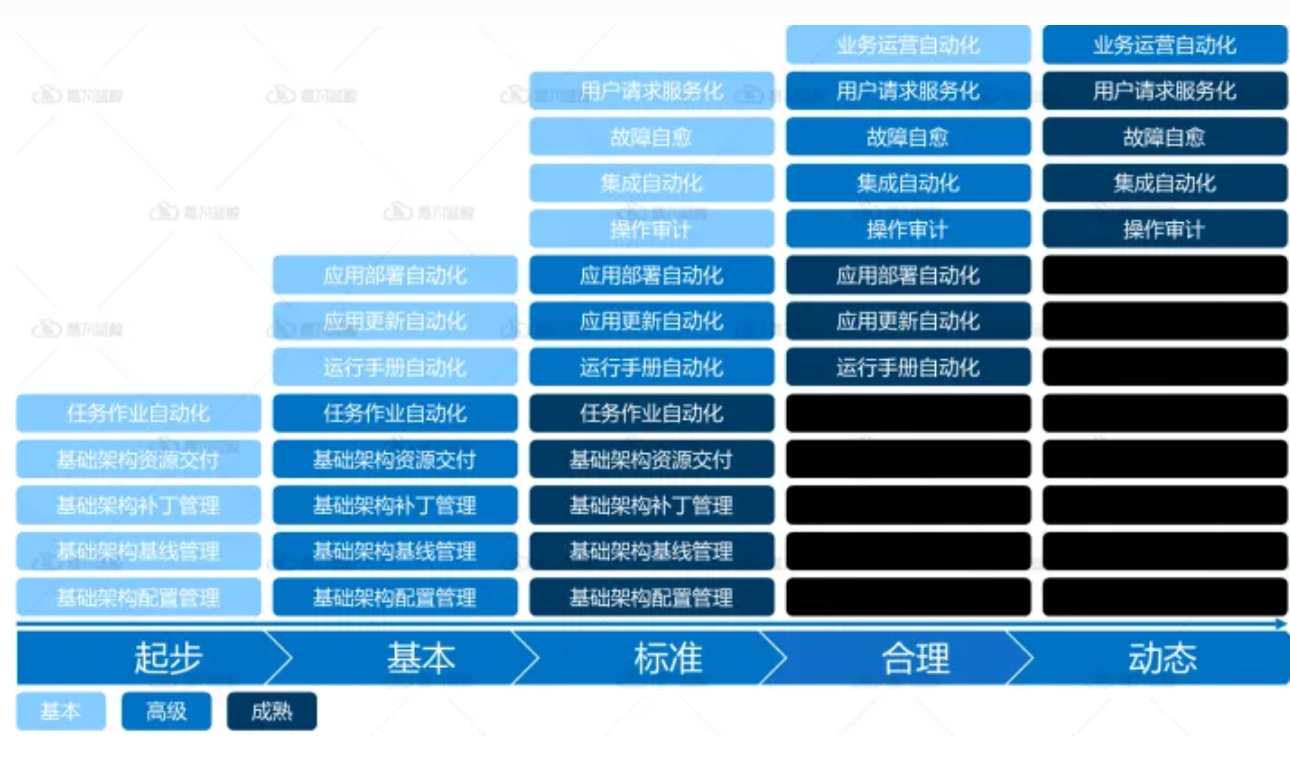 业务运营自动化 业务运营自动化
用户请求服务化 用户请求服务化 用户请求服务化
故障自愈 故障自愈 故障自愈
集成自动化 集成自动化 集成自动化
操作审计 操作审计 操作审计
应用部署自动化 应用部署自动化 应用部署自动化
应用更新自动化 应用更新自动化 应用更新自动化
运行手册自动化 运行手册自动化 运行手册自动化
任务作业自动化 任务作业自动化 任务作业自动化
基础架构资源交付 基础架构资源交付 基础架构资源交付
基础架构补丁管理 基础架构补丁管理 基础架构补丁管理
基础架构基线管理 基础架构基线管理 基础架构基线管理
基础架构配置管理 基础架构配置管理 基础架构配置管理
起步 基本 标准 合理 动态
基本 高级 成熟